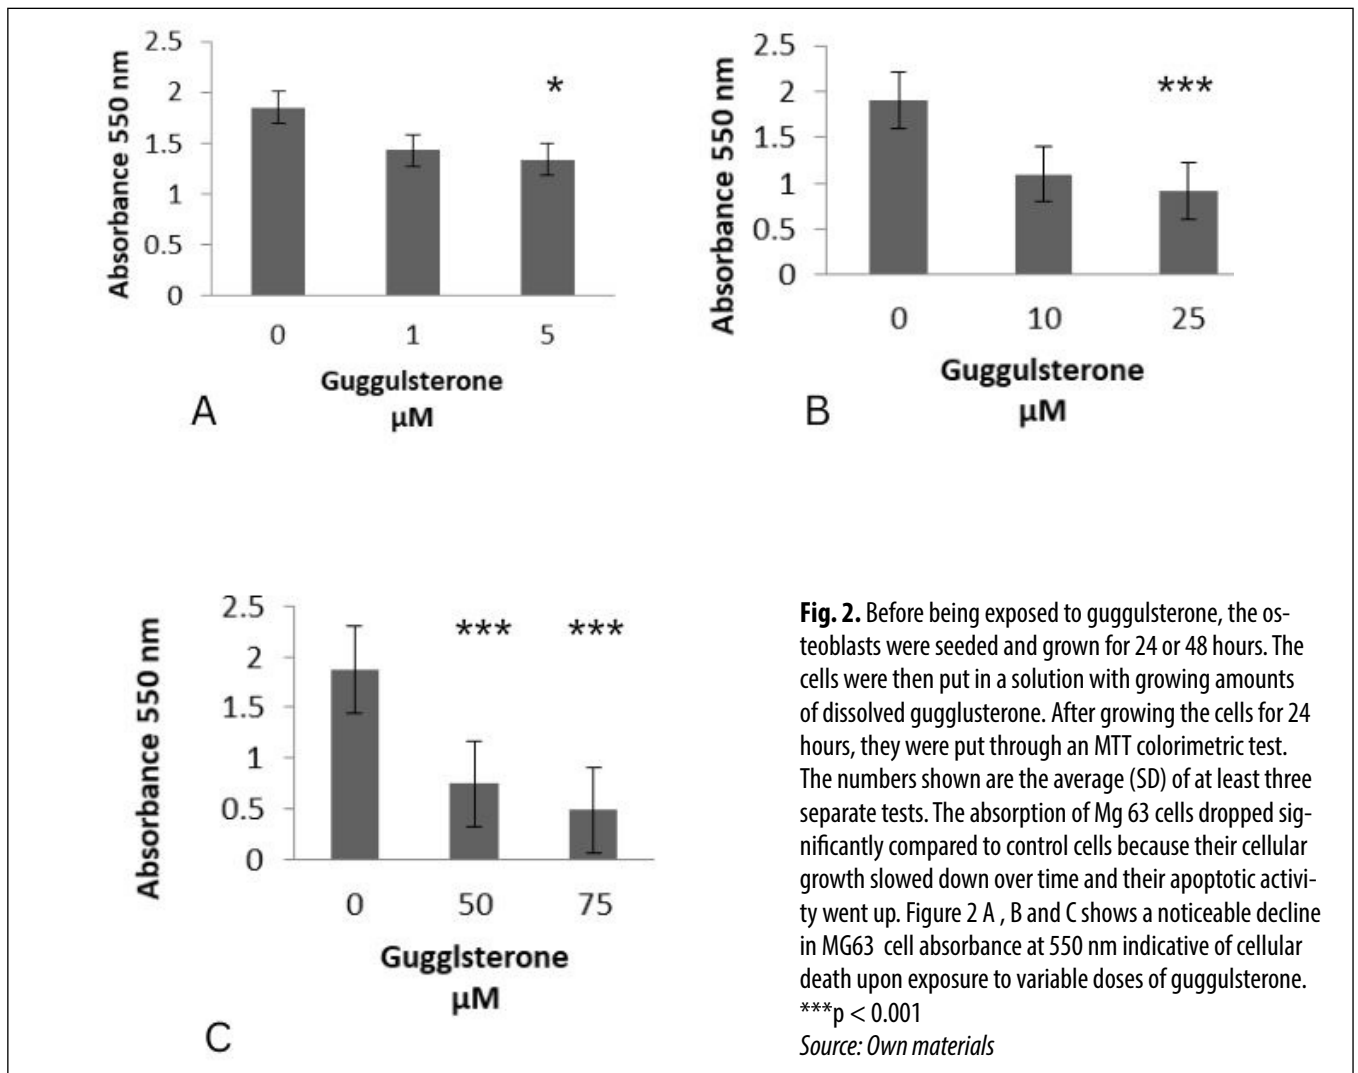 2.5
2
1.5
1
0.5
0
Absorbance 550 nm
*
0 1 5
Guggulsterone
μM
A
2.5
2
1.5
1
0.5
0
Absorbance 550 nm
***
0 10 25
Guggulsterone
μM
B
2.5
2
1.5
1
0.5
0
Absorbance 550 nm
*** ***
0 50 75
Gugglsterone
μM
C
Fig. 2. Before being exposed to guggulsterone, the os-
teoblasts were seeded and grown for 24 or 48 hours. The
cells were then put in a solution with growing amounts
of dissolved gugglusterone. After growing the cells for 24
hours, they were put through an MTT colorimetric test.
The numbers shown are the average (SD) of at least three
separate tests. The absorption of Mg 63 cells dropped sig-
nificantly compared to control cells because their cellular
growth slowed down over time and their apoptotic activi-
ty went up. Figure 2 A , B and C shows a noticeable decline
in MG63 cell absorbance at 550 nm indicative of cellular
death upon exposure to variable doses of guggulsterone.
***p < 0.001
Source: Own materials